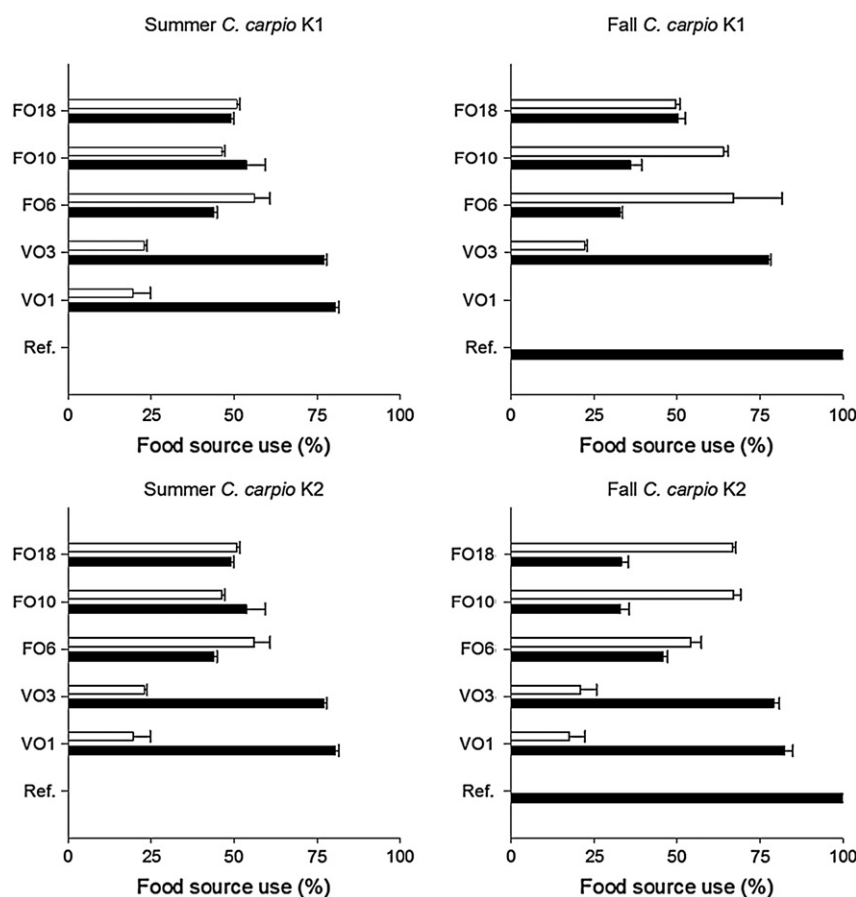 Summer C. carpio K1
FO18
FO10
FO6
VO3
VO1
Ref.
0 25 50 75 100
Food source use (%)
Fall C. carpio K1
FO18
FO10
FO6
VO3
VO1
Ref.
0 25 50 75 100
Food source use (%)
Summer C. carpio K2
FO18
FO10
FO6
VO3
VO1
Ref.
0 25 50 75 100
Food source use (%)
Fall C. carpio K2
FO18
FO10
FO6
VO3
VO1
Ref.
0 25 50 75 100
Food source use (%)